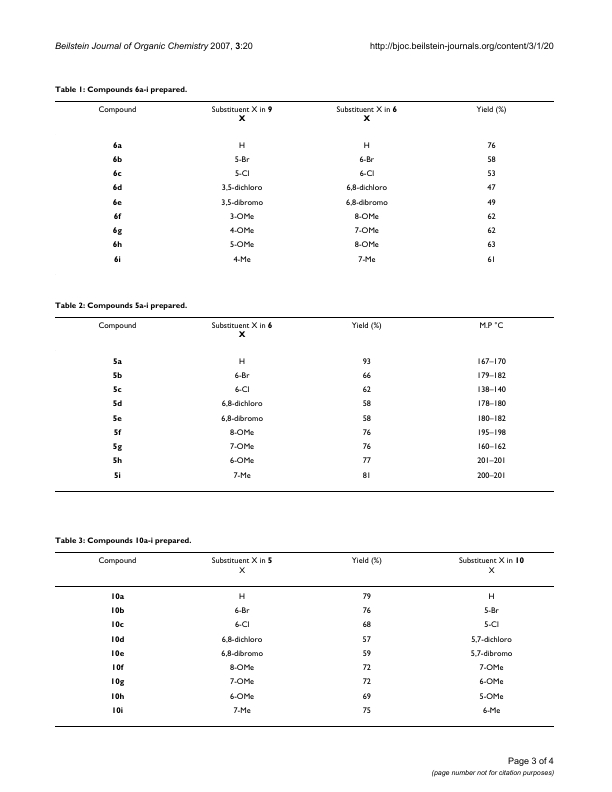 Beilstein Journal of Organic Chemistry 2007, 3:20 http://bjoc.beilstein-journals.org/content/3/1/20
Table 1: Compounds 6a-i prepared.
Compound Substituent X in 9 Substituent X in 6 Yield (%)
X X
6a H H 76
6b 5-Br 6-Br 58
6c 5-Cl 6-Cl 53
6d 3,5-dichloro 6,8-dichloro 47
6e 3,5-dibromo 6,8-dibromo 49
6f 3-OMe 8-OMe 62
6g 4-OMe 7-OMe 62
6h 5-OMe 8-OMe 63
6i 4-Me 7-Me 61
Table 2: Compounds 5a-i prepared.
Compound Substituent X in 6 Yield (%) M.P °C
X
5a H 93 167–170
5b 6-Br 66 179–182
5c 6-Cl 62 138–140
5d 6,8-dichloro 58 178–180
5e 6,8-dibromo 58 180–182
5f 8-OMe 76 195–198
5g 7-OMe 76 160–162
5h 6-OMe 77 201–201
5i 7-Me 81 200–201
Table 3: Compounds 10a-i prepared.
Compound Substituent X in 5 Yield (%) Substituent X in 10
X X
10a H 79 H
10b 6-Br 76 5-Br
10c 6-Cl 68 5-Cl
10d 6,8-dichloro 57 5,7-dichloro
10e 6,8-dibromo 59 5,7-dibromo
10f 8-OMe 72 7-OMe
10g 7-OMe 72 6-OMe
10h 6-OMe 69 5-OMe
10i 7-Me 75 6-Me
Page 3 of 4
(page number not for citation purposes)